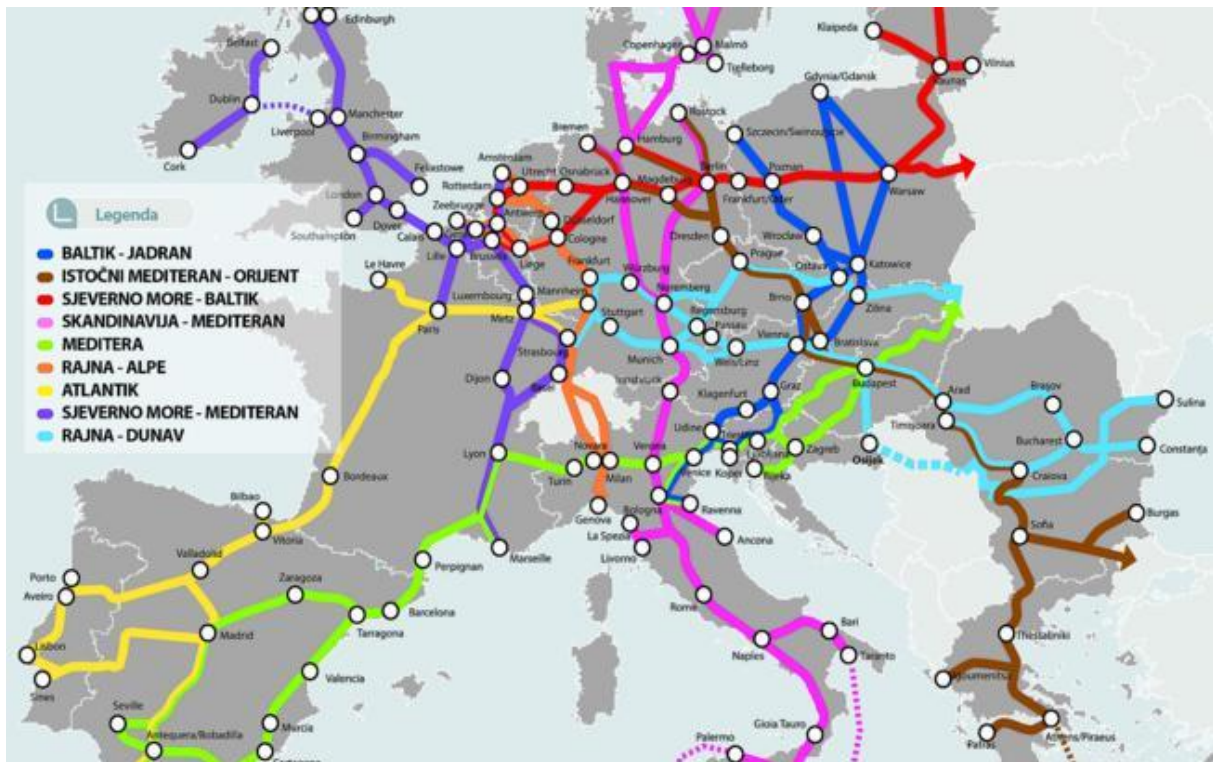 Edinburgh
Belfast
Dublin
Liverpool
Manchester
Birmingham
Cork
Felixstowe
London
Dover
Southampton
Calais
Lille
Amsterdam
Utrecht
Osnabrück
Rotterdam
Zeebrugge
Antwerp
Brussels
Liege
Düsseldorf
Cologne
Bremen
Hamburg
Rostock
Copenhagen
Malmö
Trelleborg
Klaipeda
Kaunas
Vilnius
Gdynia/Gdansk
Szczecin/Swinoujscie
Berlin
Poznan
Warsaw
Frankfurt/Oder
Magdeburg
Hannover
Dresden
Wroclaw
Prague
Ostava
Katowice
Zilina
Brno
Bratislava
Vienna
Frankfurt
Würzburg
Nuremberg
Regensburg
Passau
Wels/Linz
Stuttgart
Mannheim
Luxembourg
Metz
Strasbourg
Munich
Innsbruck
Basel
Dijon
Paris
Le Havre
Legenda
BALTIK - JADRAN
ISTOČNI MEDITERAN - ORIJENT
SJEVERNO MORE - BALTIK
SKANDINAVIJA - MEDITERAN
MEDITERA
RAJNA - ALPE
ATLANTIK
SJEVERNO MORE - MEDITERAN
RAJNA - DUNAV
Klagenfurt
Graz
Budapest
Arad
Brașov
Sulina
Timișoara
Bucharest
Constanța
Craiova
Udine
Trieste
Ljubljana
Zagreb
Osijek
Venice
Koper
Rijeka
Verona
Novara
Milan
Turin
Genova
Lyon
Bologna
Ravenna
La Spezia
Livorno
Ancona
Marseille
Bordeaux
Bilbao
Vitoria
Valladolid
Porto
Aveiro
Zaragoza
Perpignan
Barcelona
Tarragona
Madrid
Lisbon
Sines
Valencia
Seville
Murcia
Antequera/Bobadilla
Cartagena
Rome
Naples
Bari
Taranto
Gioia Tauro
Palermo
Sofia
Burgas
Thessaloniki
Igoumenitsa
Patras
Athens/Piraeus